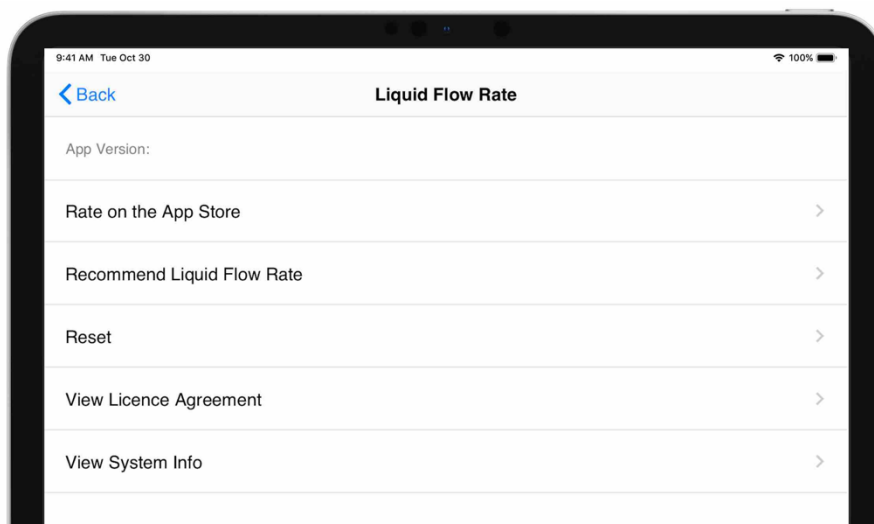 9:41 AM Tue Oct 30
100%
Back
Liquid Flow Rate
App Version:
Rate on the App Store
Recommend Liquid Flow Rate
Reset
View Licence Agreement
View System Info